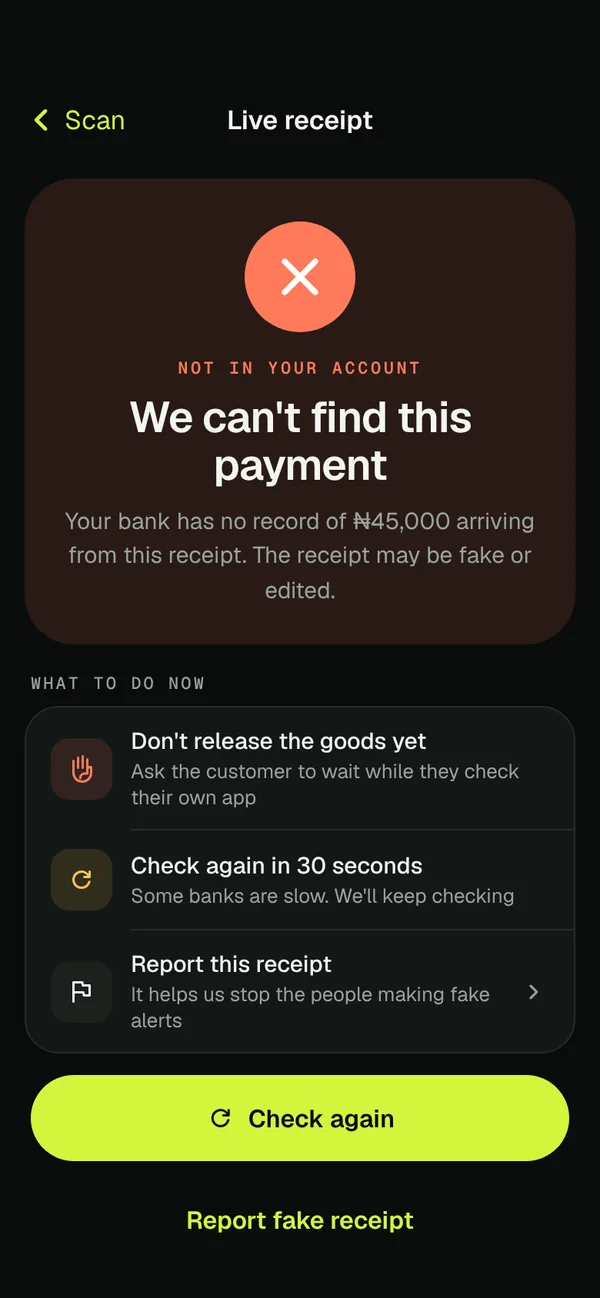 Scan
Live receipt
NOT IN YOUR ACCOUNT
We can't find this
payment
Your bank has no record of ₦45,000 arriving
from this receipt. The receipt may be fake or
edited.
WHAT TO DO NOW
Don't release the goods yet
Ask the customer to wait while they check
their own app
Check again in 30 seconds
Some banks are slow. We'll keep checking
Report this receipt
It helps us stop the people making fake
alerts
Check again
Report fake receipt